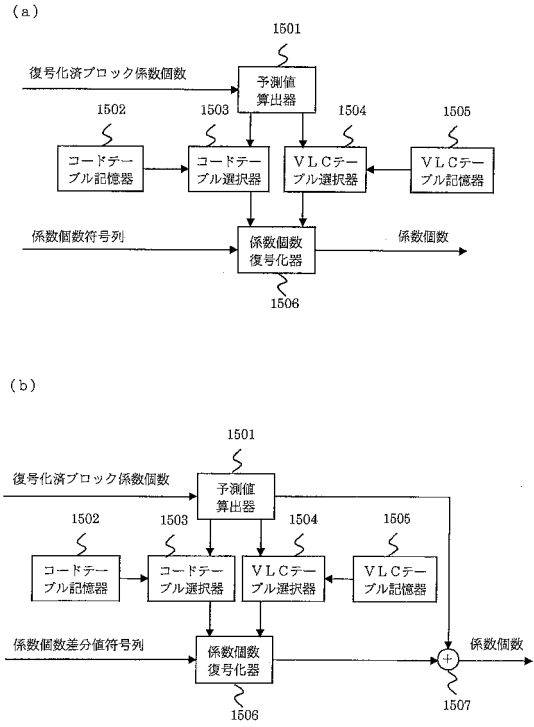 (a)
1501
復号化済ブロック係数個数
予測値
算出器
1502
1503
1504
1505
コードテー
ブル記憶器
コードテー
ブル選択器
VLCテー
ブル選択器
VLCテー
ブル記憶器
係数個数符号列
係数個数
復号化器
係数個数
1506
(b)
1501
復号化済ブロック係数個数
予測値
算出器
1502
1503
1504
1505
コードテー
ブル記憶器
コードテー
ブル選択器
VLCテー
ブル選択器
VLCテー
ブル記憶器
係数個数差分値符号列
係数個数
復号化器
+
係数個数
1506
1507